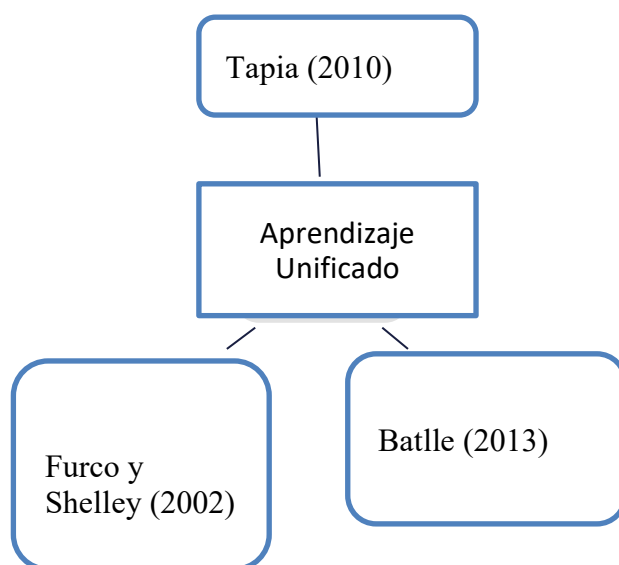 Tapia (2010)
Aprendizaje
Unificado
Furco y
Shelley (2002)
Batlle (2013)